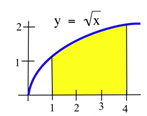 y = √x
2
1
1 2 3 4